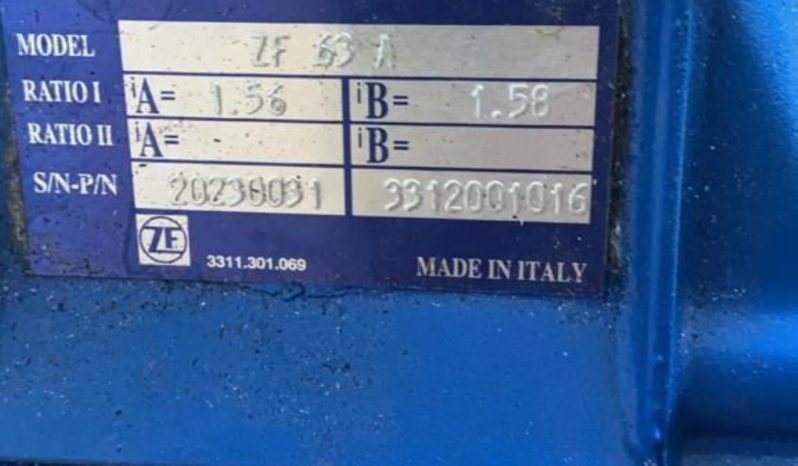 MODEL ZF 63 A
RATIO I iA= 1.56 iB= 1.58
RATIO II iA= iB=
S/N-P/N 20238031 3312001016
ZF 3311.301.069 MADE IN ITALY